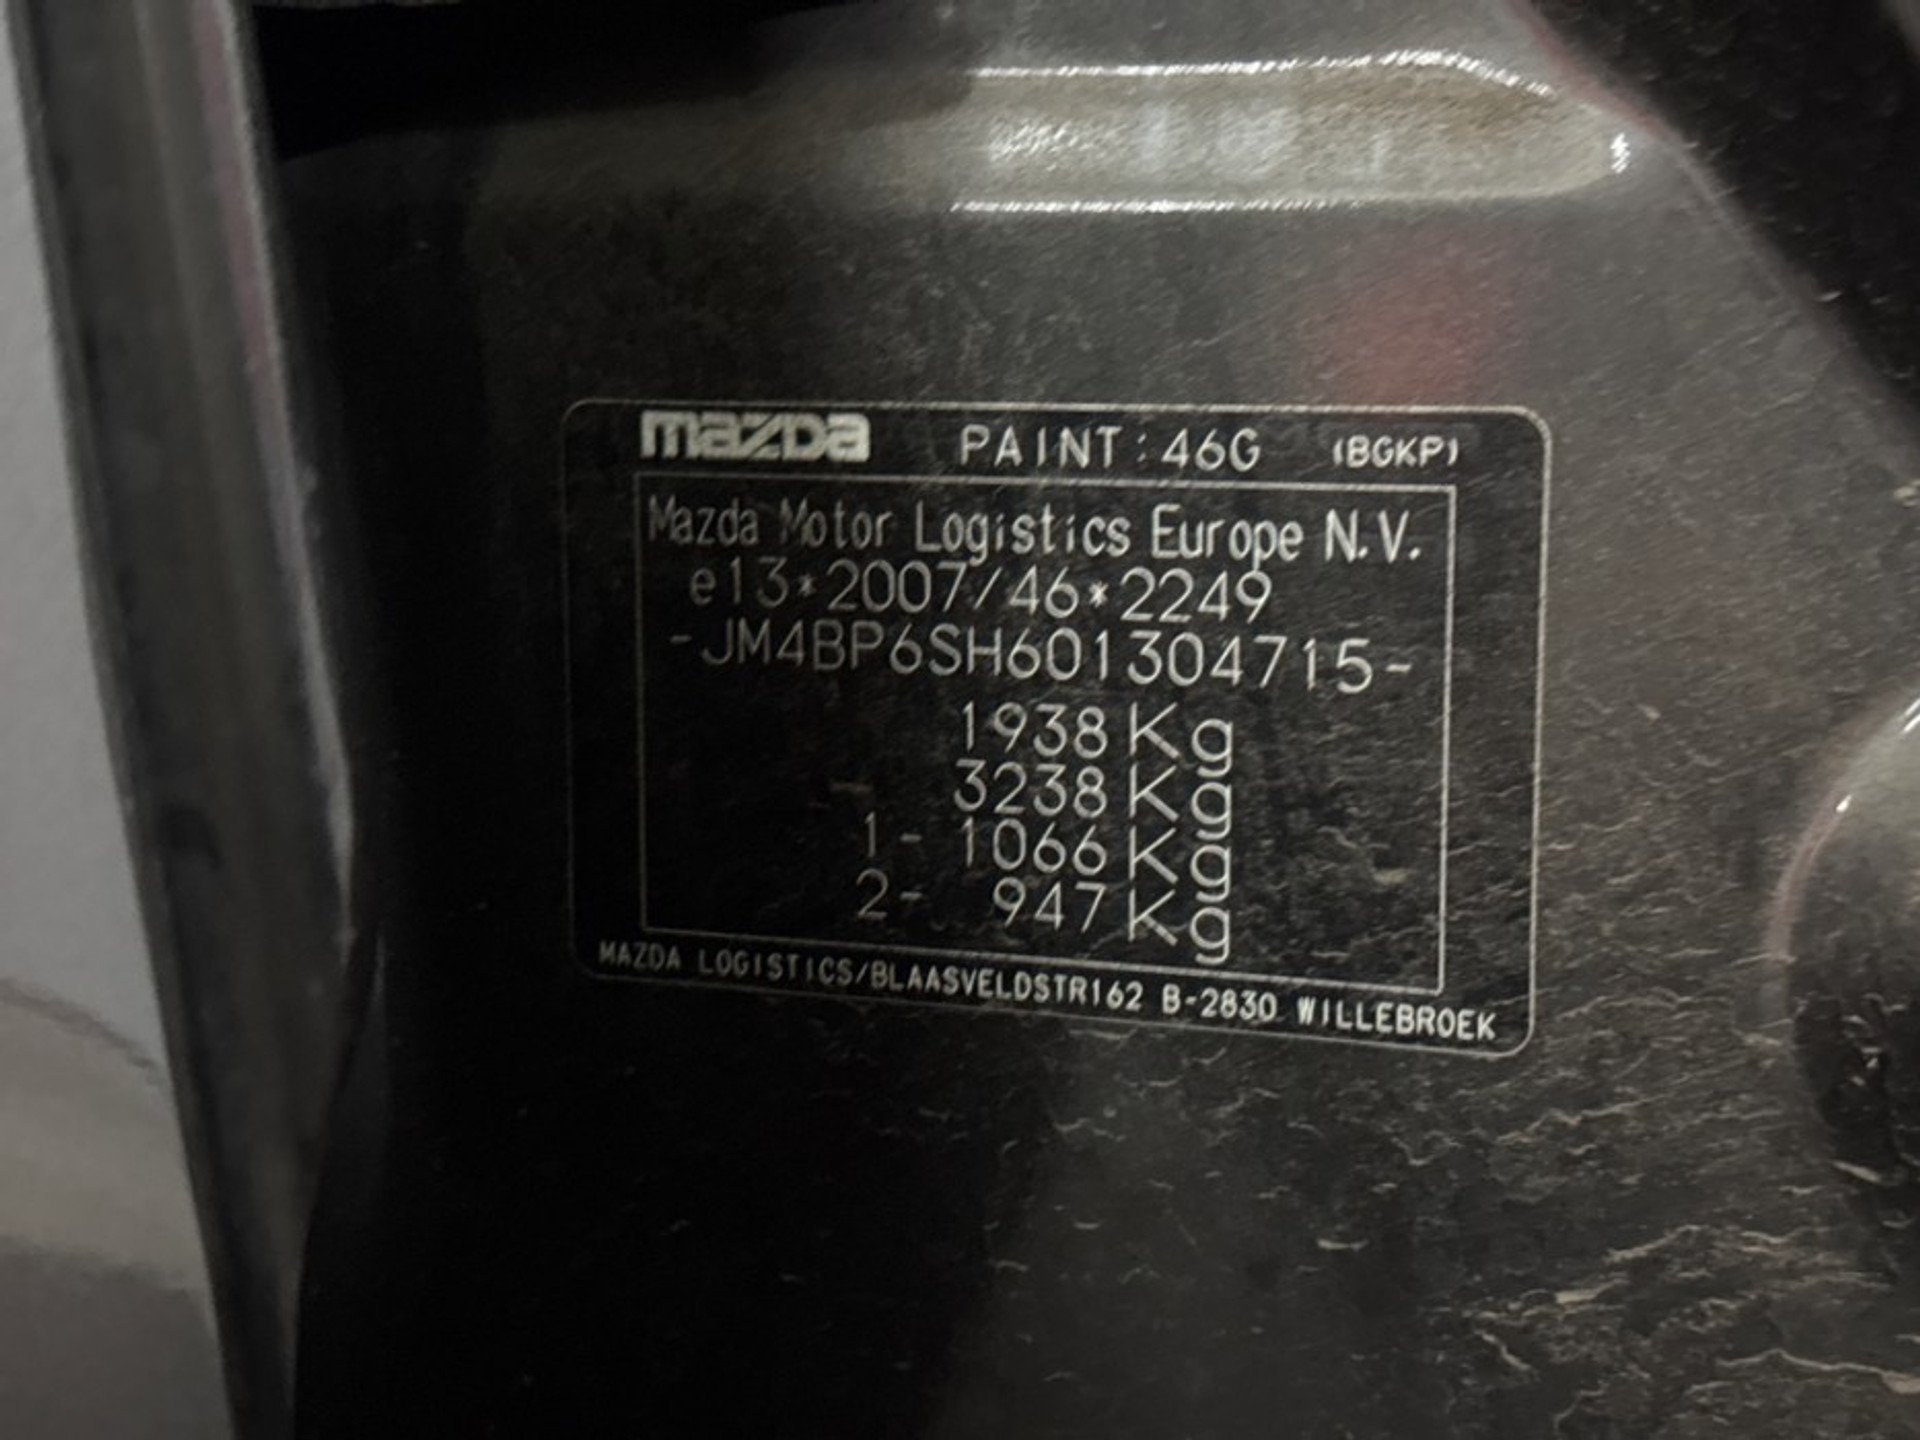 mazda PAINT: 46G (BGKP)
Mazda Motor Logistics Europe N.V.
e13*2007/46*2249
-JM4BP6SH601304715-
1938 Kg
- 3238 Kg
1- 1066 Kg
2- 947 Kg
MAZDA LOGISTICS/BLAASVELDSTR162 B-2830 WILLEBROEK